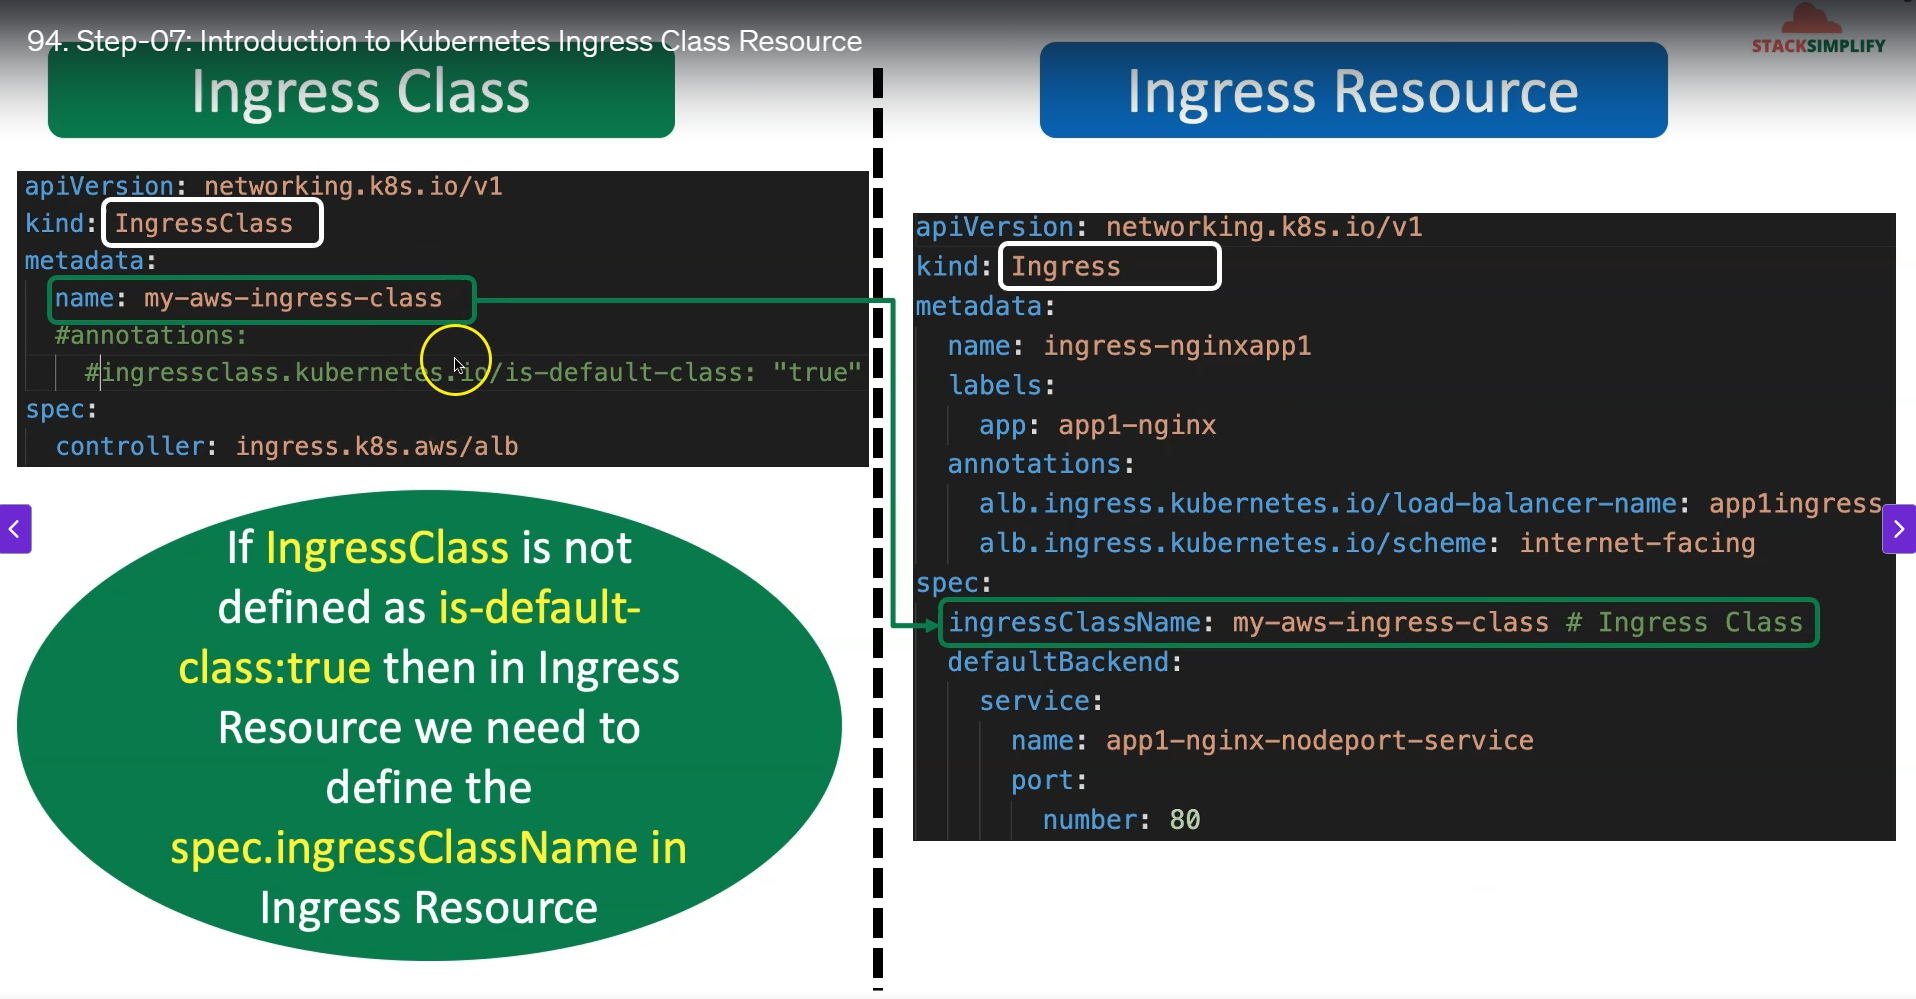 94. Step-07: Introduction to Kubernetes Ingress Class Resource
STACKSIMPLIFY
Ingress Class
apiVersion: networking.k8s.io/v1
kind: IngressClass
metadata:
  name: my-aws-ingress-class
  #annotations:
    #ingressclass.kubernetes.io/is-default-class: "true"
spec:
  controller: ingress.k8s.aws/alb
If IngressClass is not
defined as is-default-
class:true then in Ingress
Resource we need to
define the
spec.ingressClassName in
Ingress Resource
Ingress Resource
apiVersion: networking.k8s.io/v1
kind: Ingress
metadata:
  name: ingress-nginxapp1
  labels:
    app: app1-nginx
  annotations:
    alb.ingress.kubernetes.io/load-balancer-name: app1ingress
    alb.ingress.kubernetes.io/scheme: internet-facing
spec:
  ingressClassName: my-aws-ingress-class # Ingress Class
  defaultBackend:
    service:
      name: app1-nginx-nodeport-service
      port:
        number: 80